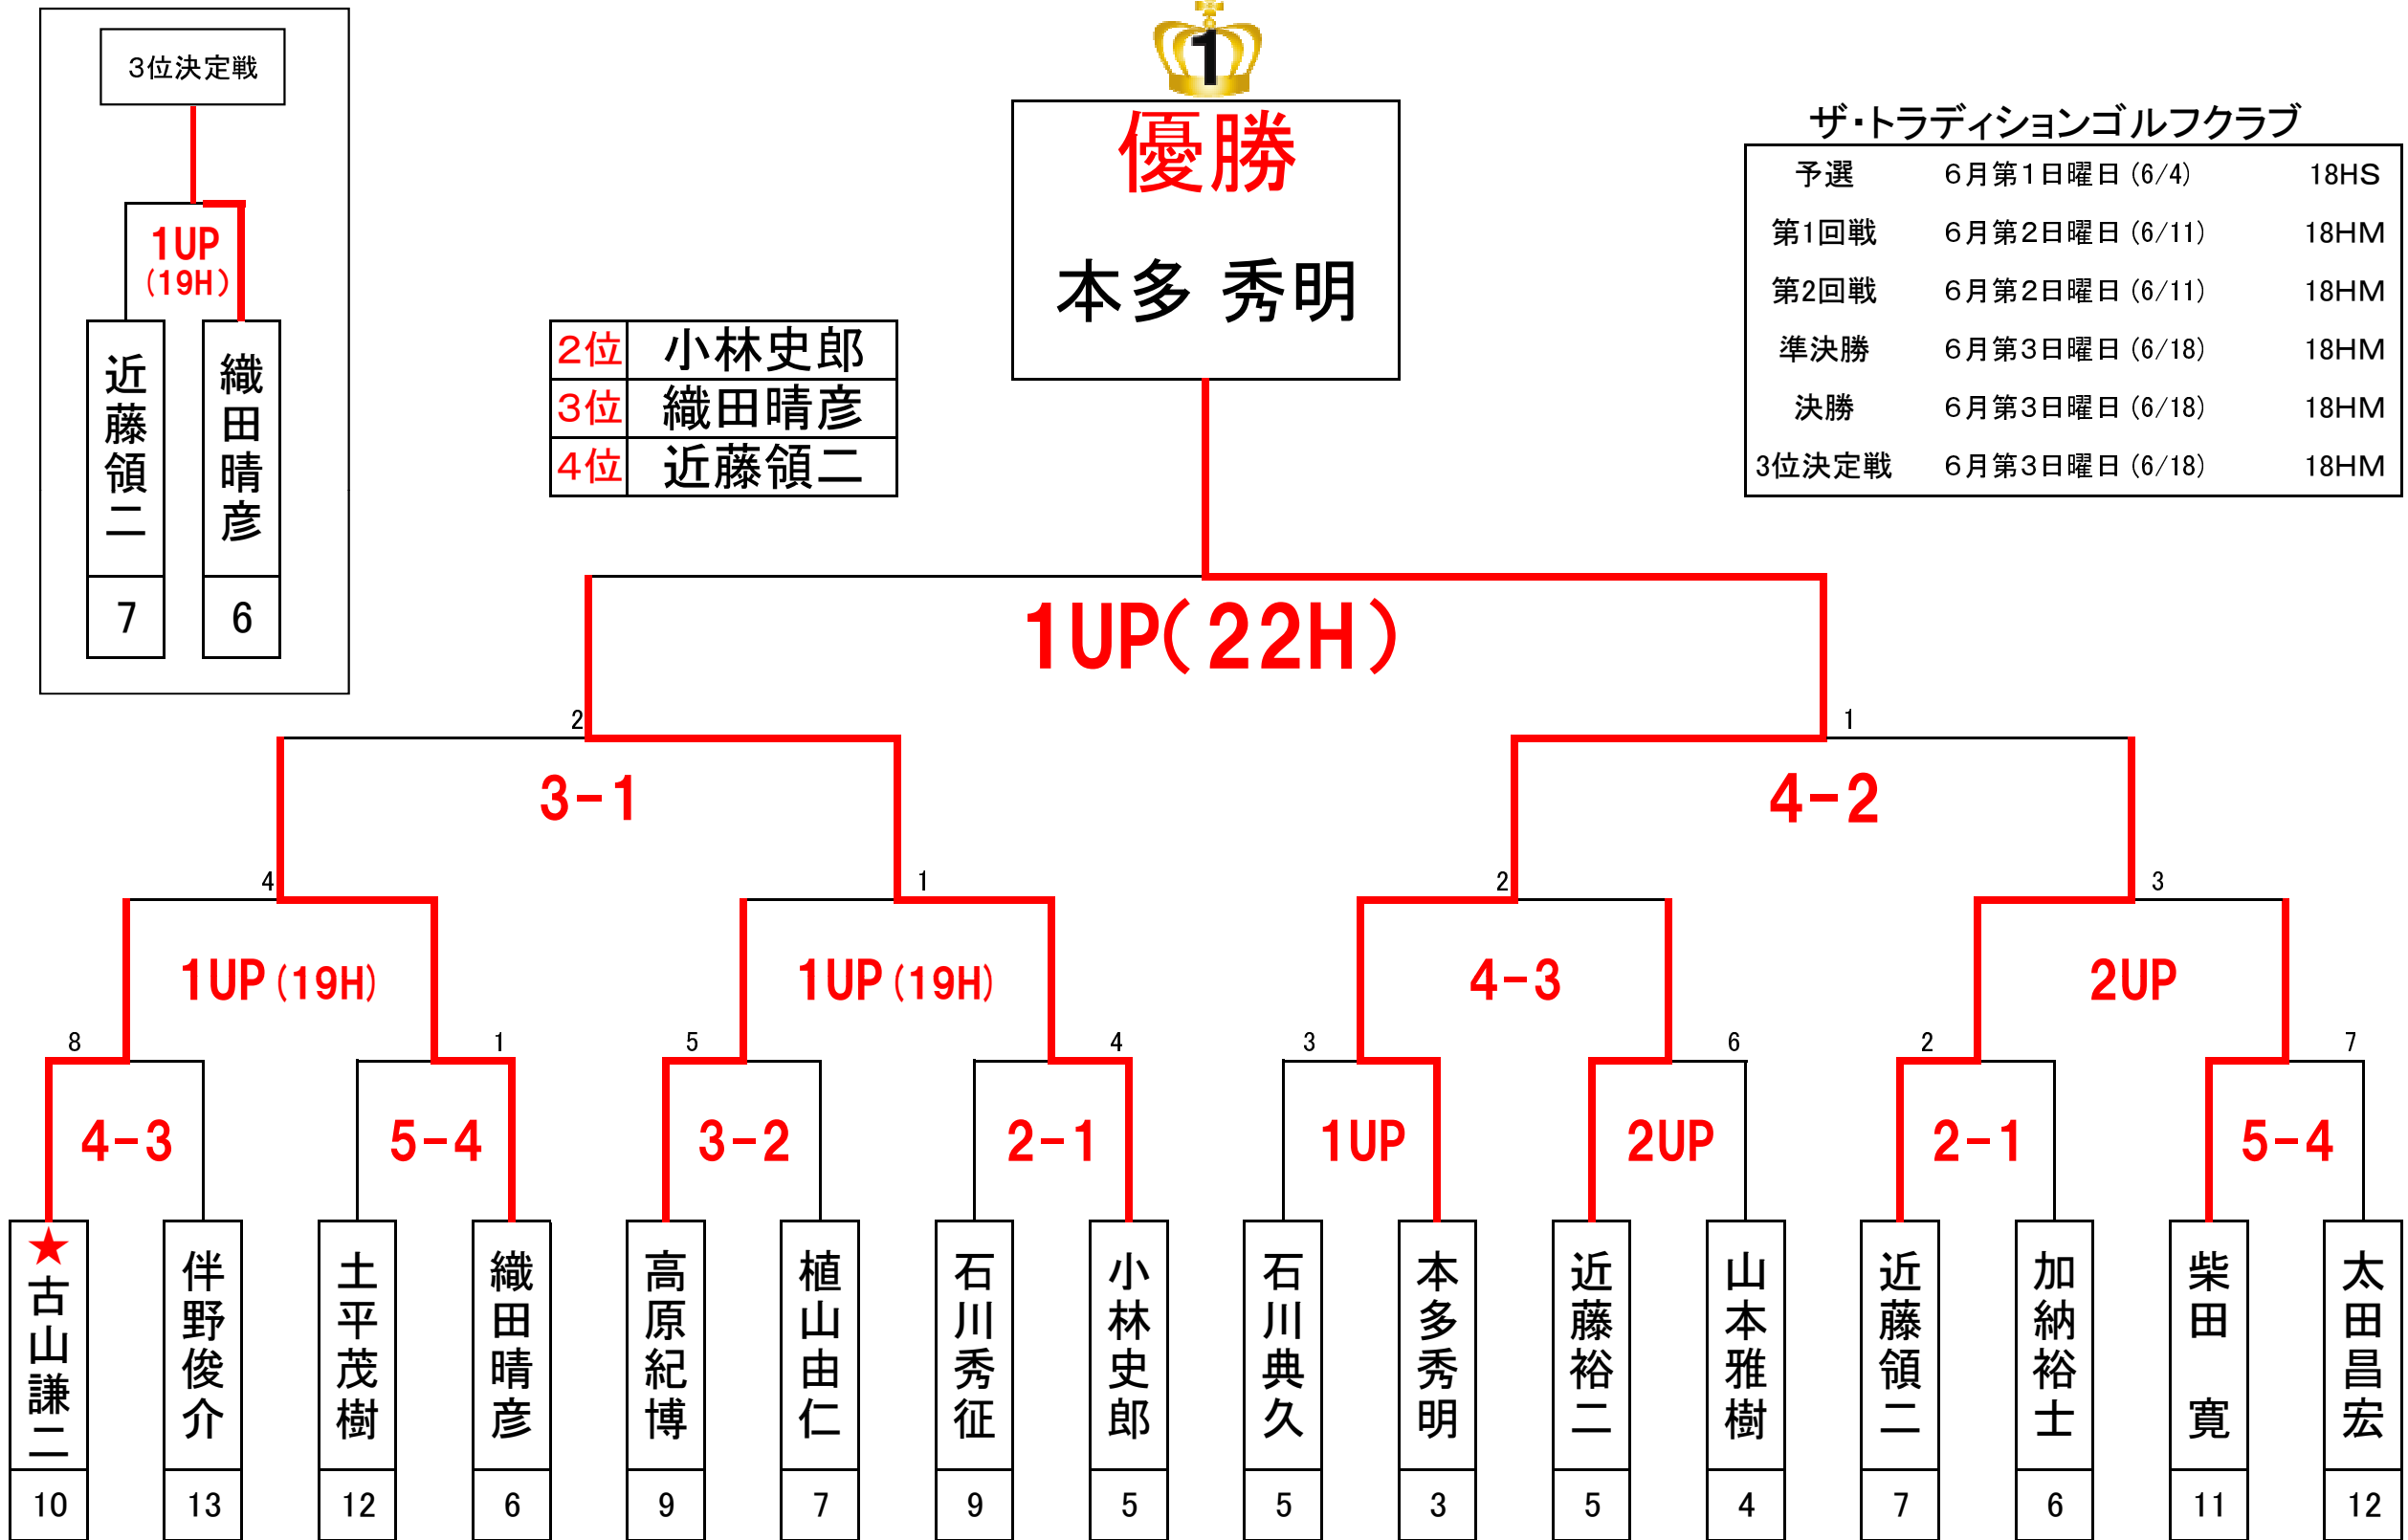 3位決定戦
1UP
(19H)
近藤領二
織田晴彦
7
6
1
優勝
本多 秀明
2位 小林史郎
3位 織田晴彦
4位 近藤領二
ザ・トラディションゴルフクラブ
予選 6月第1日曜日(6/4) 18HS
第1回戦 6月第2日曜日(6/11) 18HM
第2回戦 6月第2日曜日(6/11) 18HM
準決勝 6月第3日曜日(6/18) 18HM
決勝 6月第3日曜日(6/18) 18HM
3位決定戦 6月第3日曜日(6/18) 18HM
1UP(22H)
2 1
3-1 4-2
4 1 2 3
1UP(19H) 1UP(19H) 4-3 2UP
8 1 5 4 3 6 2 7
4-3 5-4 3-2 2-1 1UP 2UP 2-1 5-4
★古山謙二
伴野俊介
土平茂樹
織田晴彦
高原紀博
植山由仁
石川秀征
小林史郎
石川典久
本多秀明
近藤裕二
山本雅樹
近藤領二
加納裕士
柴田 寛
太田昌宏
10 13 12 6 9 7 9 5 5 3 5 4 7 6 11 12